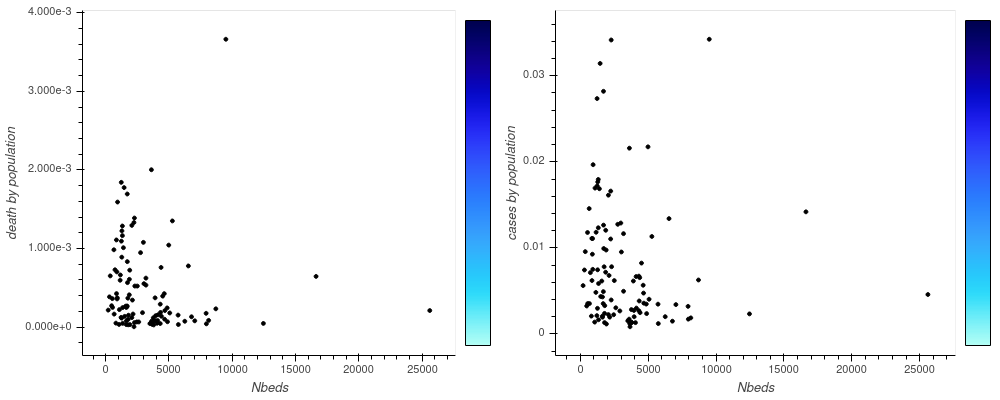 4.000e-3
3.000e-3
2.000e-3
1.000e-3
0.000e+0
death by population
0
5000
10000
15000
20000
25000
Nbeds
0.03
0.02
0.01
0
cases by population
0
5000
10000
15000
20000
25000
Nbeds